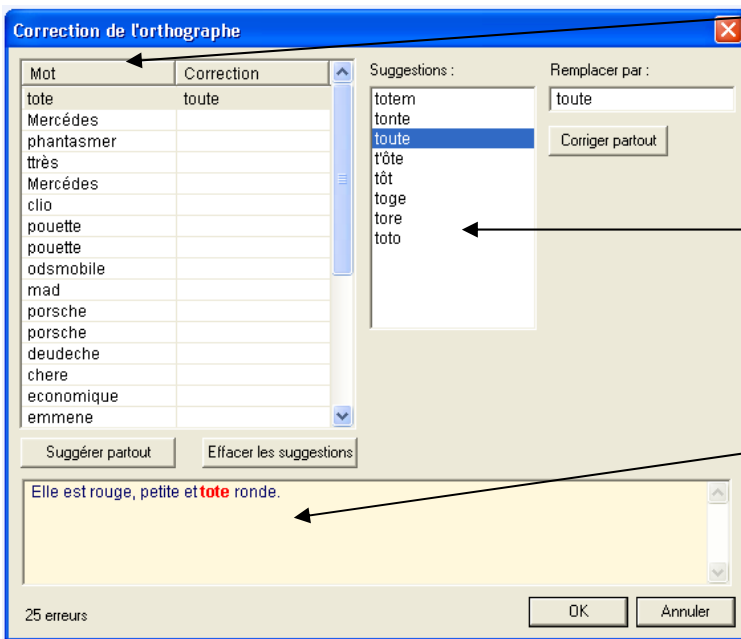 Correction de l'orthographe
Mot Correction
tote toute
Mercédes
phantasmer
ttrès
Mercédes
clio
pouette
pouette
odsmobile
mad
porsche
porsche
deudeche
chere
economique
emmene
Suggérer partout Effacer les suggestions
Suggestions :
totem
tonte
toute
t'ôte
tôt
toge
tore
toto
Remplacer par :
toute
Corriger partout
Elle est rouge, petite et tote ronde.
25 erreurs
OK Annuler